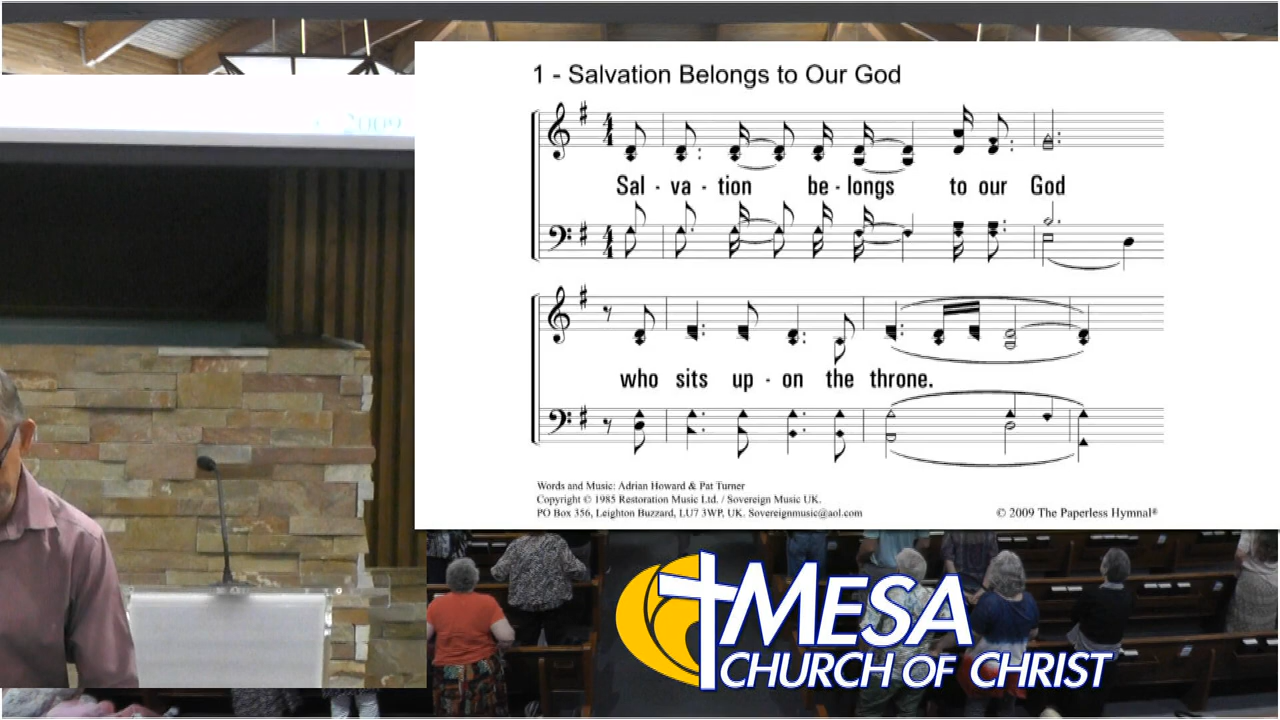 2009
1 - Salvation Belongs to Our God
Sal - va - tion be - longs to our God
who sits up - on the throne.
Words and Music: Adrian Howard & Pat Turner
Copyright © 1985 Restoration Music Ltd. / Sovereign Music UK.
PO Box 356, Leighton Buzzard, LU7 3WP, UK. Sovereignmusic@aol.com
© 2009 The Paperless Hymnal®
MESA
CHURCH OF CHRIST